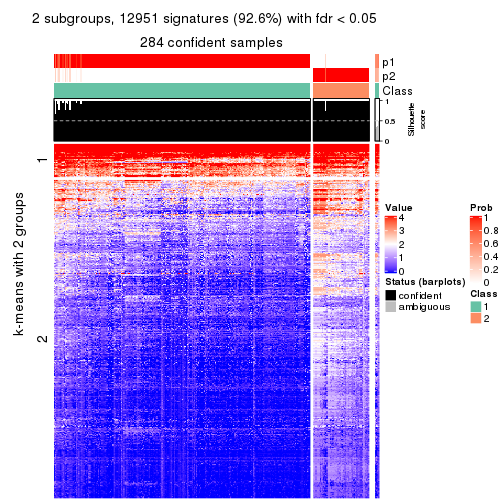 2 subgroups, 12951 signatures (92.6%) with fdr < 0.05
284 confident samples
p1
p2
Class
1
0.5
0
Silhouette
score
k-means with 2 groups
1
2
Value
4
3
2
1
0
Status (barplots)
confident
ambiguous
Prob
1
0.8
0.6
0.4
0.2
0
Class
1
2